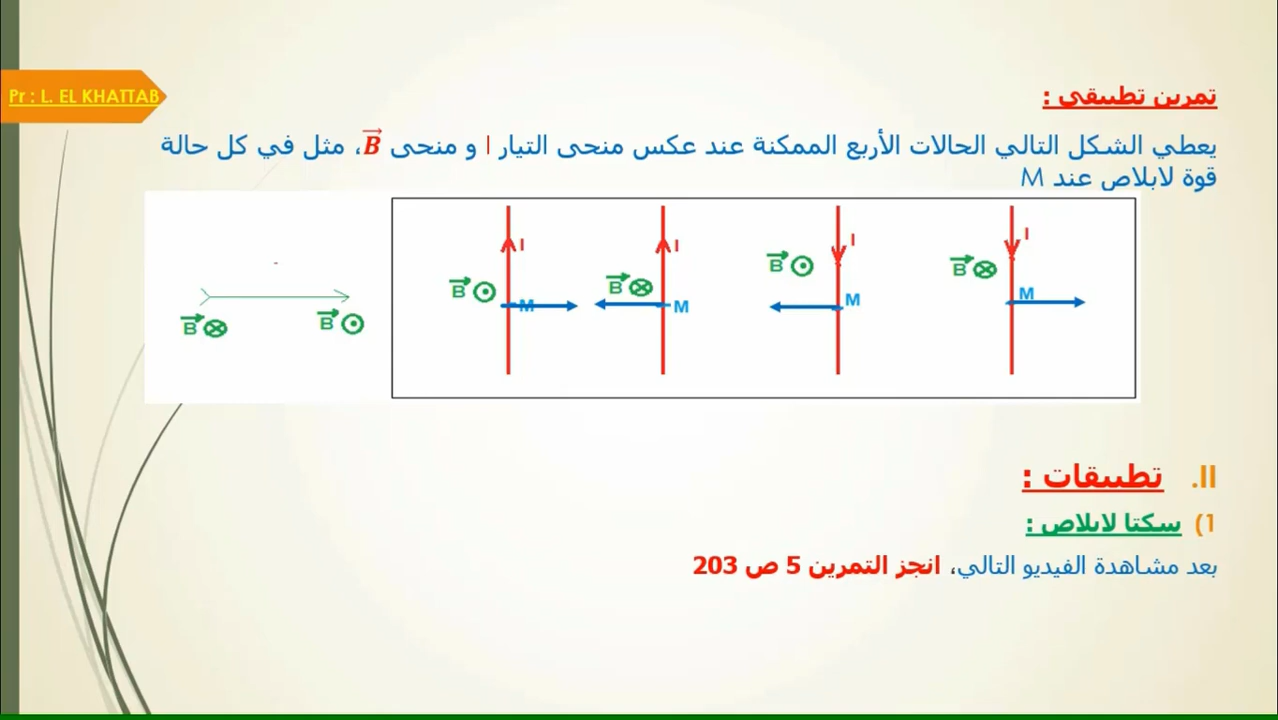 Pr : L. EL KHATTAB
تمرين تطبيقي :
يعطي الشكل التالي الحالات الأربع الممكنة عند عكس منحى التيار I و منحى B، مثل في كل حالة
قوة لابلاص عند M
I I I I
B B B B
M M M M
B B
II. تطبيقات :
1) سكتا لابلاص :
بعد مشاهدة الفيديو التالي، انجز التمرين 5 ص 203